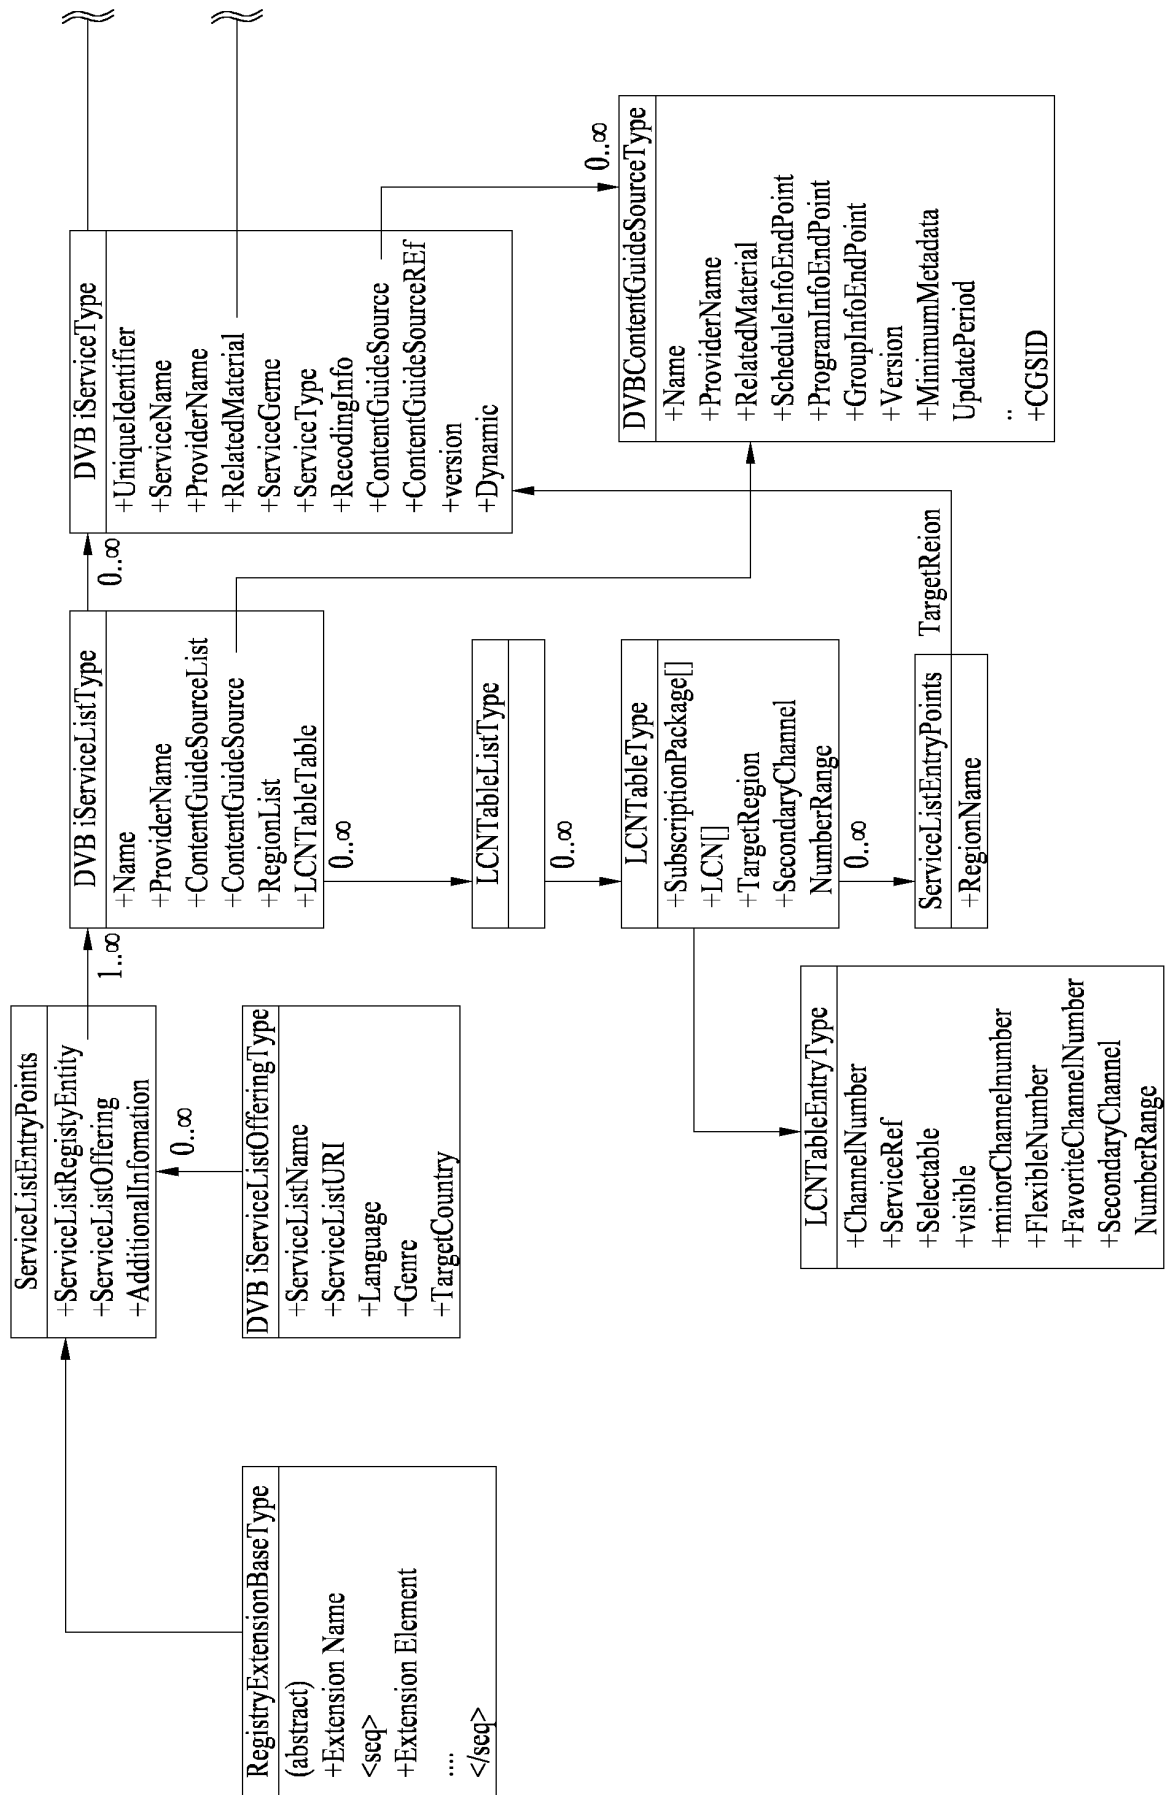 RegistryExtensionBaseType
(abstract)
+Extension Name
<seq>
+Extension Element
....
</seq>
ServiceListEntryPoints
+ServiceListRegistyEntity
+ServiceListOffering
+AdditionalInfomation
1..∞
0..∞
DVB iServiceListOfferingType
+ServiceListName
+ServiceListURI
+Language
+Genre
+TargetCountry
DVB iServiceListType
+Name
+ProviderName
+ContentGuideSourceList
+ContentGuideSource
+RegionList
+LCNTableTable
0..∞
0..∞
LCNTableListType
0..∞
LCNTableType
+SubscriptionPackage[]
+LCN[]
+TargetRegion
+SecondaryChannel
NumberRange
0..∞
LCNTableEntryType
+ChannelNumber
+ServiceRef
+Selectable
+visible
+minorChannelnumber
+FlexibleNumber
+FavoriteChannelNumber
+SecondaryChannel
NumberRange
ServiceListEntryPoints
+RegionName
TargetReion
DVB iServiceType
+UniqueIdentifier
+ServiceName
+ProviderName
+RelatedMaterial
+ServiceGerne
+ServiceType
+RecodingInfo
+ContentGuideSource
+ContentGuideSourceREf
+version
+Dynamic
0..∞
DVBContentGuideSourceType
+Name
+ProviderName
+RelatedMaterial
+ScheduleInfoEndPoint
+ProgramInfoEndPoint
+GroupInfoEndPoint
+Version
+MinimumMetadata
UpdatePeriod
..
+CGSID